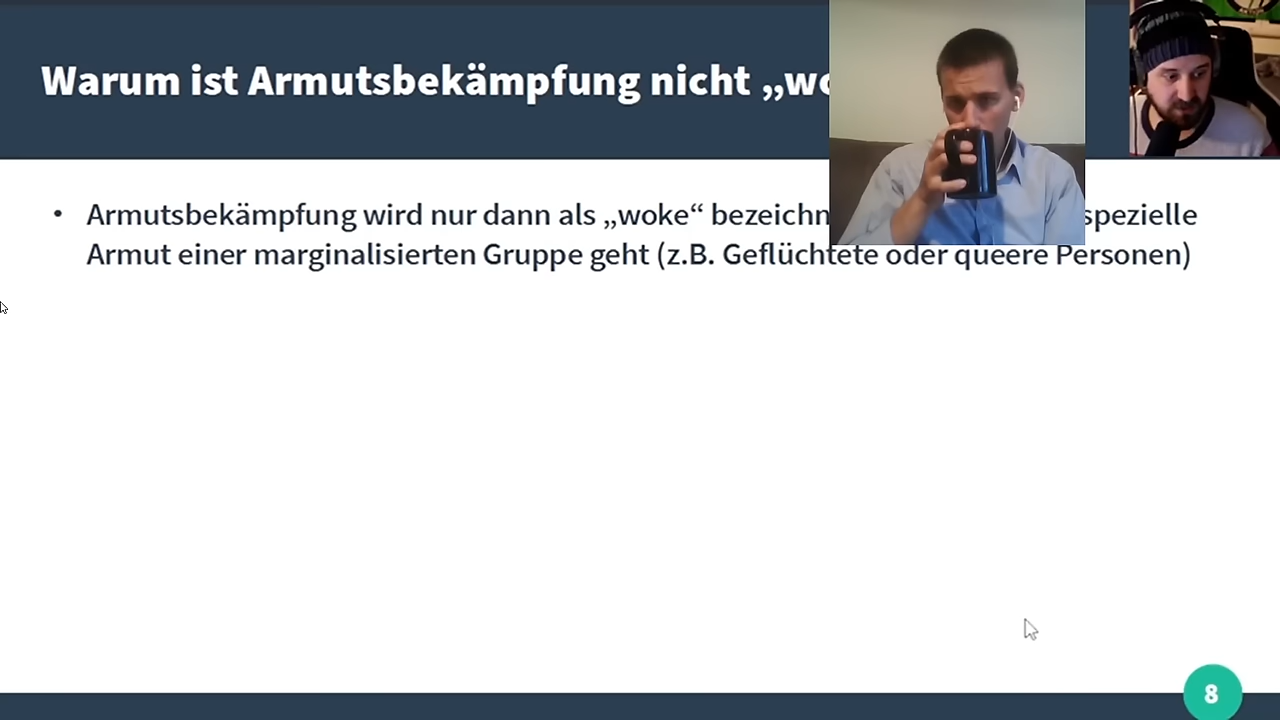 Warum ist Armutsbekämpfung nicht „wo
• Armutsbekämpfung wird nur dann als „woke“ bezeichn spezielle
Armut einer marginalisierten Gruppe geht (z.B. Geflüchtete oder queere Personen)
8